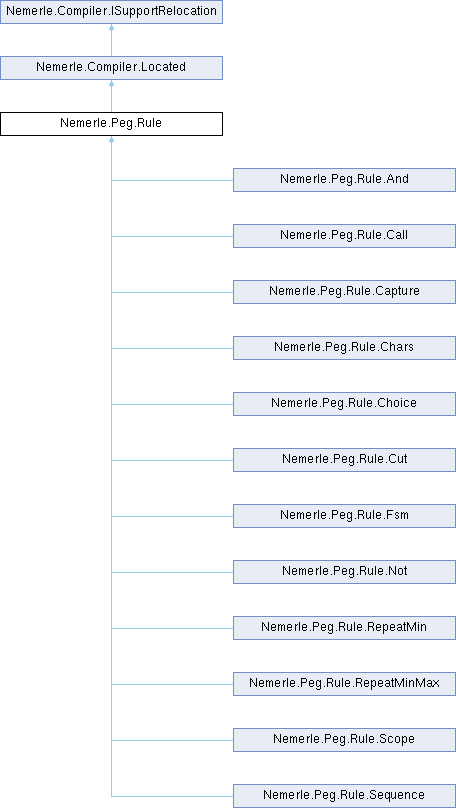 Nemerle.Compiler.ISupportRelocation
Nemerle.Compiler.Located
Nemerle.Peg.Rule
Nemerle.Peg.Rule.And
Nemerle.Peg.Rule.Call
Nemerle.Peg.Rule.Capture
Nemerle.Peg.Rule.Chars
Nemerle.Peg.Rule.Choice
Nemerle.Peg.Rule.Cut
Nemerle.Peg.Rule.Fsm
Nemerle.Peg.Rule.Not
Nemerle.Peg.Rule.RepeatMin
Nemerle.Peg.Rule.RepeatMinMax
Nemerle.Peg.Rule.Scope
Nemerle.Peg.Rule.Sequence